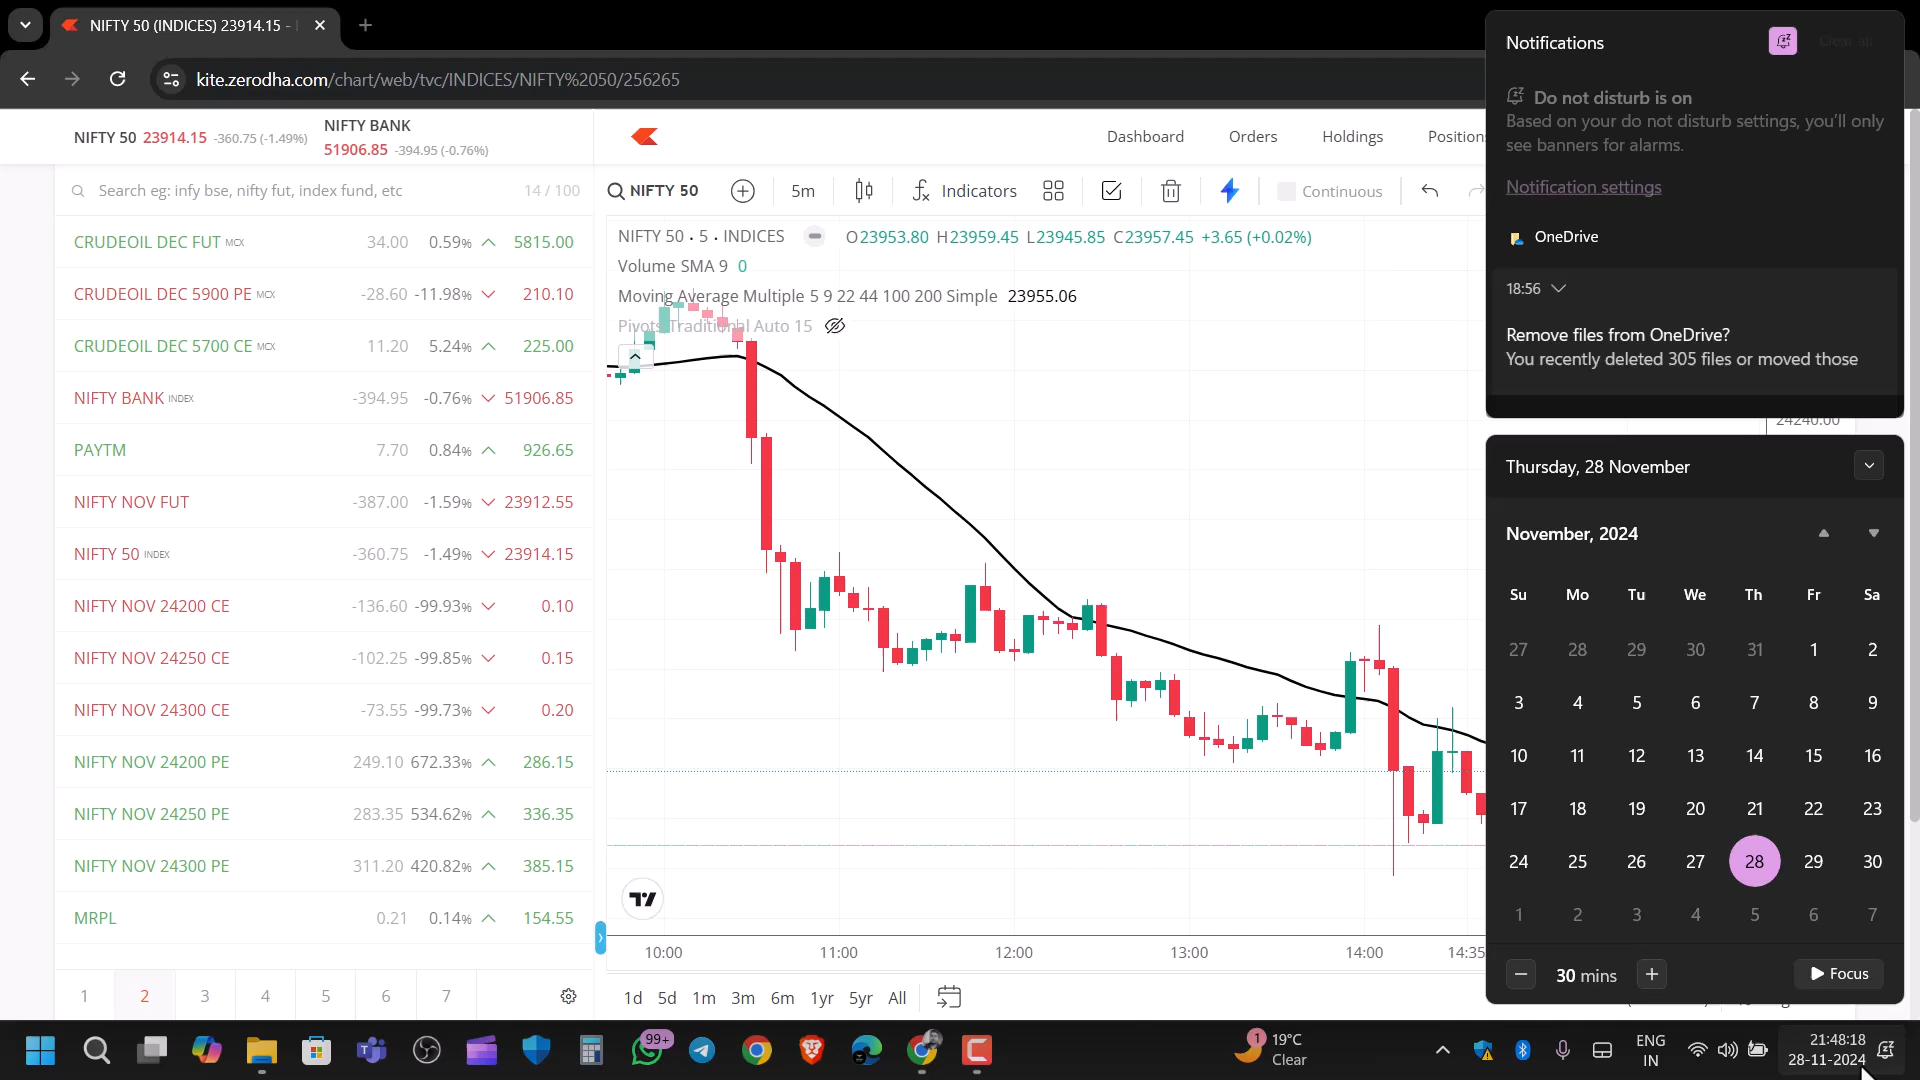 NIFTY 50 (INDICES) 23914.15 -
kite.zerodha.com/chart/web/tvc/INDICES/NIFTY%2050/256265
NIFTY 50 23914.15 -360.75 (-1.49%)
NIFTY BANK
51906.85 -394.95 (-0.76%)
Dashboard
Orders
Holdings
Positions
Search eg: infy bse, nifty fut, index fund, etc
14 / 100
CRUDEOIL DEC FUT MCX 34.00 0.59% 5815.00
CRUDEOIL DEC 5900 PE MCX -28.60 -11.98% 210.10
CRUDEOIL DEC 5700 CE MCX 11.20 5.24% 225.00
NIFTY BANK INDEX -394.95 -0.76% 51906.85
PAYTM 7.70 0.84% 926.65
NIFTY NOV FUT -387.00 -1.59% 23912.55
NIFTY 50 INDEX -360.75 -1.49% 23914.15
NIFTY NOV 24200 CE -136.60 -99.93% 0.10
NIFTY NOV 24250 CE -102.25 -99.85% 0.15
NIFTY NOV 24300 CE -73.55 -99.73% 0.20
NIFTY NOV 24200 PE 249.10 672.33% 286.15
NIFTY NOV 24250 PE 283.35 534.62% 336.35
NIFTY NOV 24300 PE 311.20 420.82% 385.15
MRPL 0.21 0.14% 154.55
1 2 3 4 5 6 7
NIFTY 50
5m
Indicators
Continuous
NIFTY 50 • 5 • INDICES O23953.80 H23959.45 L23945.85 C23957.45 +3.65 (+0.02%)
Volume SMA 9 0
Moving Average Multiple 5 9 22 44 100 200 Simple 23955.06
Pivots Traditional Auto 15
24240.00
10:00 11:00 12:00 13:00 14:00 14:35
1d 5d 1m 3m 6m 1yr 5yr All
Notifications
Clear all
Do not disturb is on
Based on your do not disturb settings, you'll only
see banners for alarms.
Notification settings
OneDrive
18:56
Remove files from OneDrive?
You recently deleted 305 files or moved those
Thursday, 28 November
November, 2024
Su Mo Tu We Th Fr Sa
27 28 29 30 31 1 2
3 4 5 6 7 8 9
10 11 12 13 14 15 16
17 18 19 20 21 22 23
24 25 26 27 28 29 30
1 2 3 4 5 6 7
30 mins
Focus
99+
1
19°C
Clear
ENG
IN
21:48:18
28-11-2024